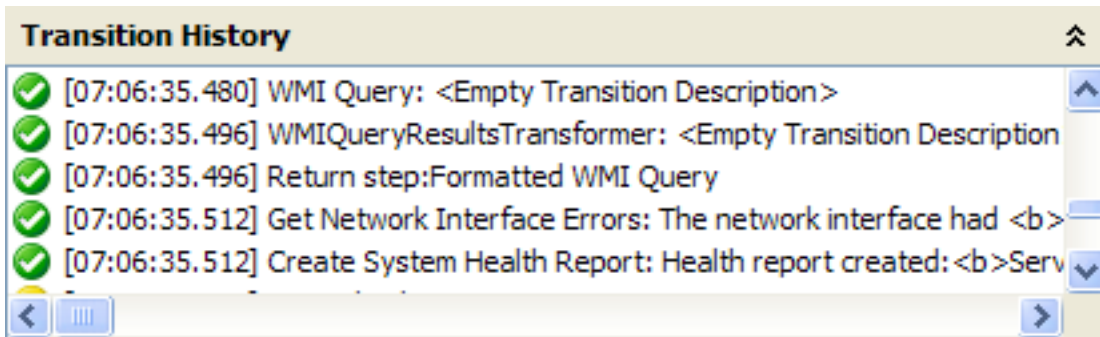 Transition History
[07:06:35.480] WMI Query: <Empty Transition Description>
[07:06:35.496] WMIQueryResultsTransformer: <Empty Transition Description
[07:06:35.496] Return step:Formatted WMI Query
[07:06:35.512] Get Network Interface Errors: The network interface had <b>
[07:06:35.512] Create System Health Report: Health report created:<b>Serv